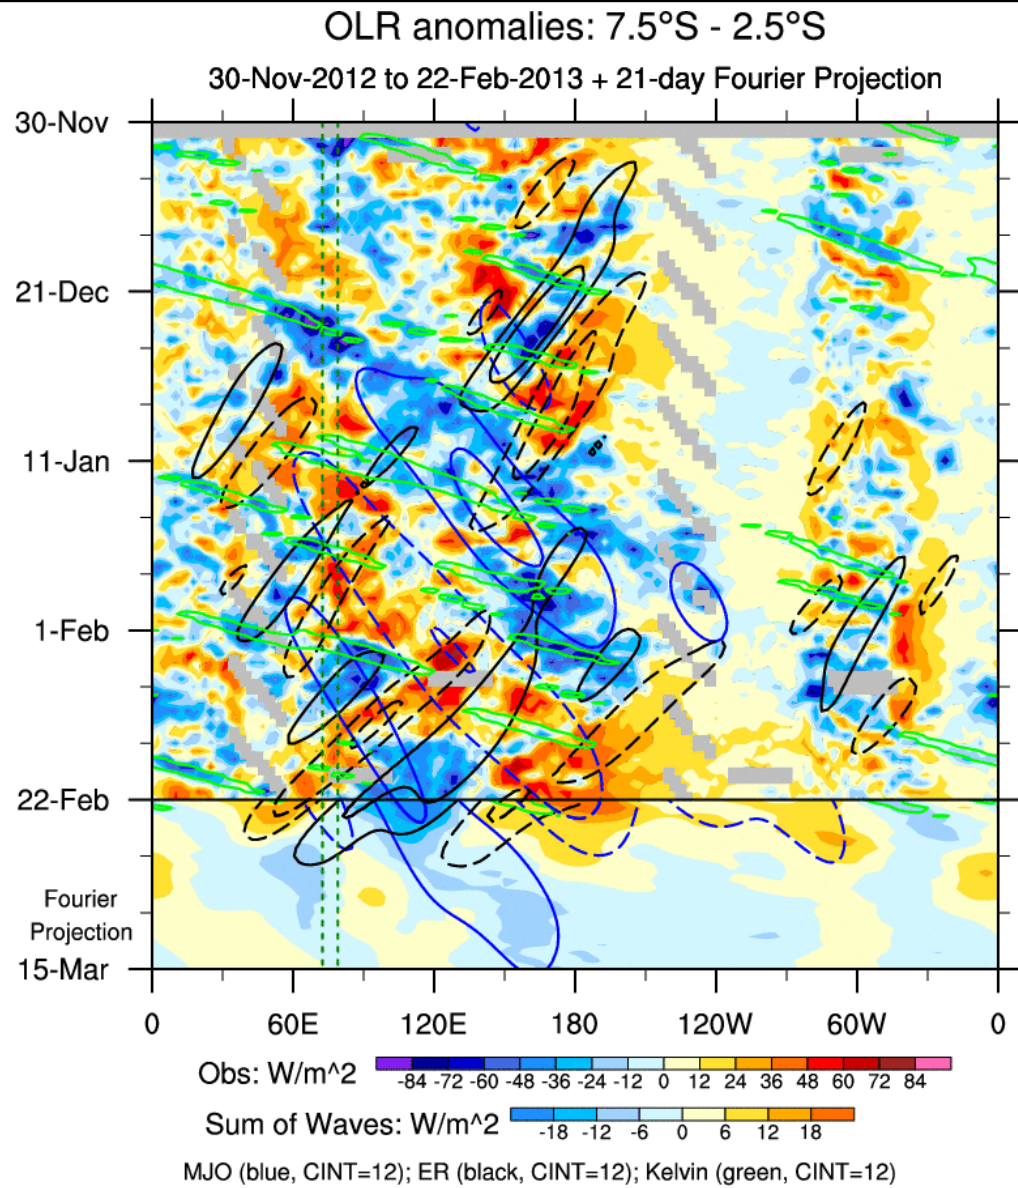 OLR anomalies: 7.5°S - 2.5°S
30-Nov-2012 to 22-Feb-2013 + 21-day Fourier Projection
30-Nov
21-Dec
11-Jan
1-Feb
22-Feb
Fourier
Projection
15-Mar
0 60E 120E 180 120W 60W 0
Obs: W/m^2
-84 -72 -60 -48 -36 -24 -12 0 12 24 36 48 60 72 84
Sum of Waves: W/m^2
-18 -12 -6 0 6 12 18
MJO (blue, CINT=12); ER (black, CINT=12); Kelvin (green, CINT=12)